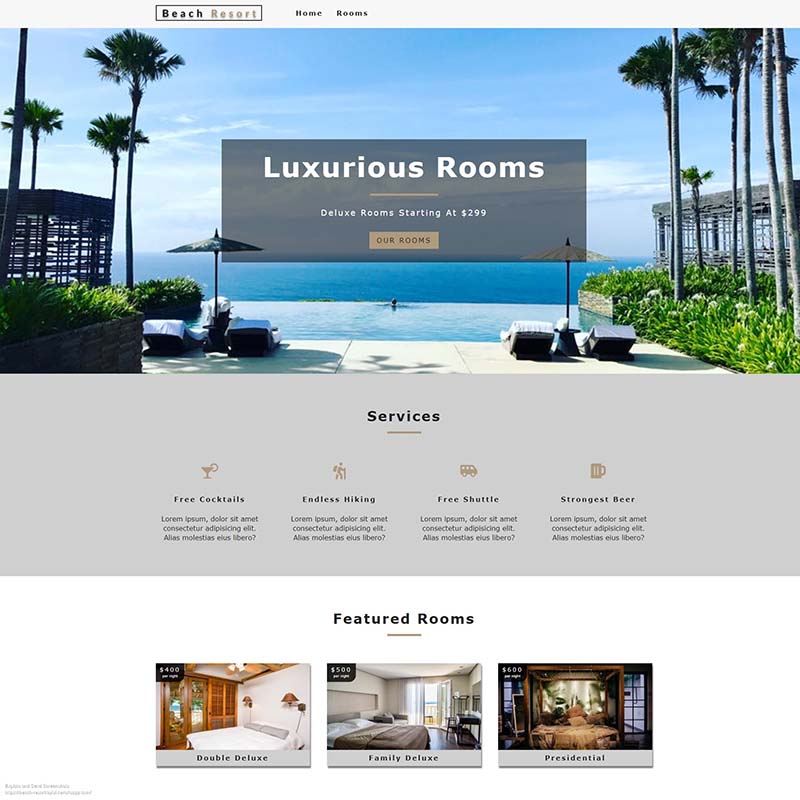 Beach Resort
Home Rooms
Luxurious Rooms
Deluxe Rooms Starting At $299
OUR ROOMS
Services
Free Cocktails
Lorem ipsum, dolor sit amet
consectetur adipisicing elit.
Alias molestias eius libero?
Endless Hiking
Lorem ipsum, dolor sit amet
consectetur adipisicing elit.
Alias molestias eius libero?
Free Shuttle
Lorem ipsum, dolor sit amet
consectetur adipisicing elit.
Alias molestias eius libero?
Strongest Beer
Lorem ipsum, dolor sit amet
consectetur adipisicing elit.
Alias molestias eius libero?
Featured Rooms
$400
per night
Double Deluxe
$500
per night
Family Deluxe
$600
per night
Presidential